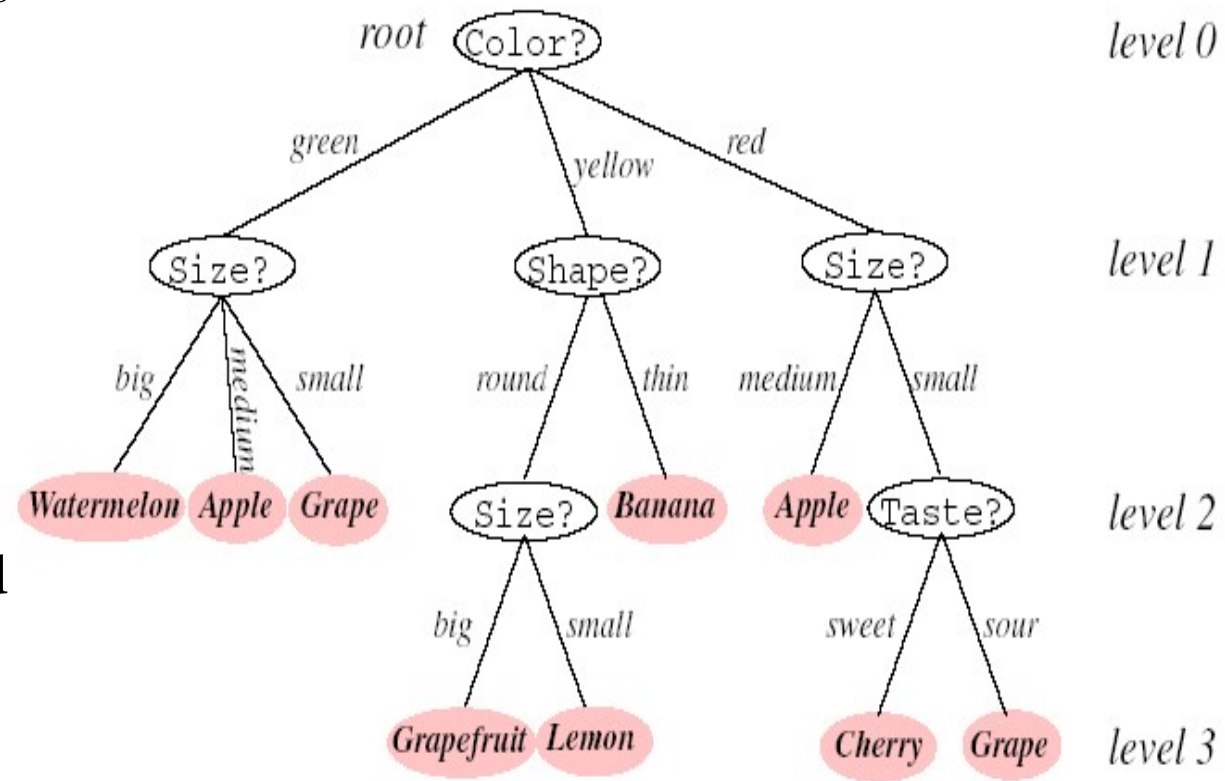 root Color? level 0
green yellow red
Size? Shape? Size? level 1
big medium small round thin medium small
Watermelon Apple Grape Size? Banana Apple Taste? level 2
big small sweet sour
Grapefruit Lemon Cherry Grape level 3